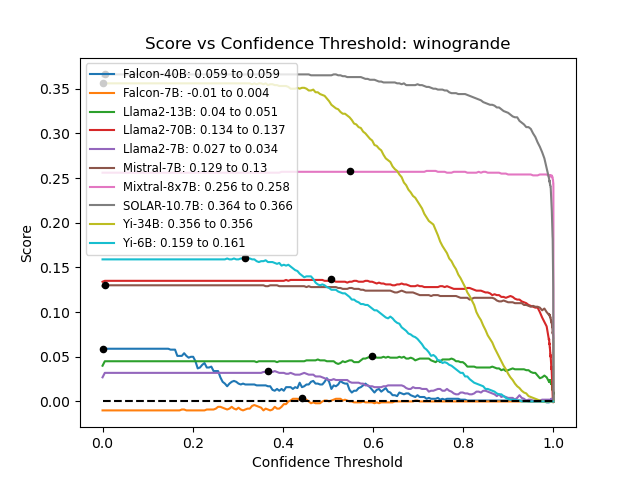 Score vs Confidence Threshold: winogrande
Falcon-40B: 0.059 to 0.059
Falcon-7B: -0.01 to 0.004
Llama2-13B: 0.04 to 0.051
Llama2-70B: 0.134 to 0.137
Llama2-7B: 0.027 to 0.034
Mistral-7B: 0.129 to 0.13
Mixtral-8x7B: 0.256 to 0.258
SOLAR-10.7B: 0.364 to 0.366
Yi-34B: 0.356 to 0.356
Yi-6B: 0.159 to 0.161
Score
0.35
0.30
0.25
0.20
0.15
0.10
0.05
0.00
0.0 0.2 0.4 0.6 0.8 1.0
Confidence Threshold